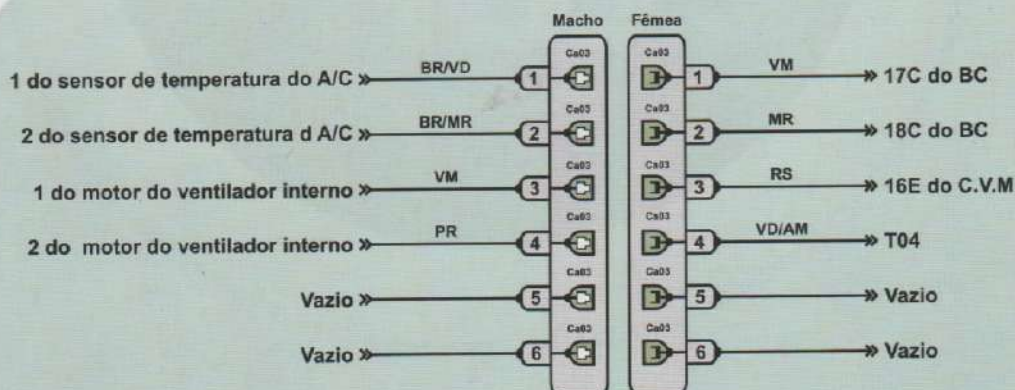 Macho Fêmea
1 do sensor de temperatura do A/C BR/VD 1 Ca03 Ca03 1 VM 17C do BC
2 do sensor de temperatura d A/C BR/MR 2 Ca03 Ca03 2 MR 18C do BC
1 do motor do ventilador interno VM 3 Ca03 Ca03 3 RS 16E do C.V.M
2 do motor do ventilador interno PR 4 Ca03 Ca03 4 VD/AM T04
Vazio 5 Ca03 Ca03 5 Vazio
Vazio 6 Ca03 Ca03 6 Vazio